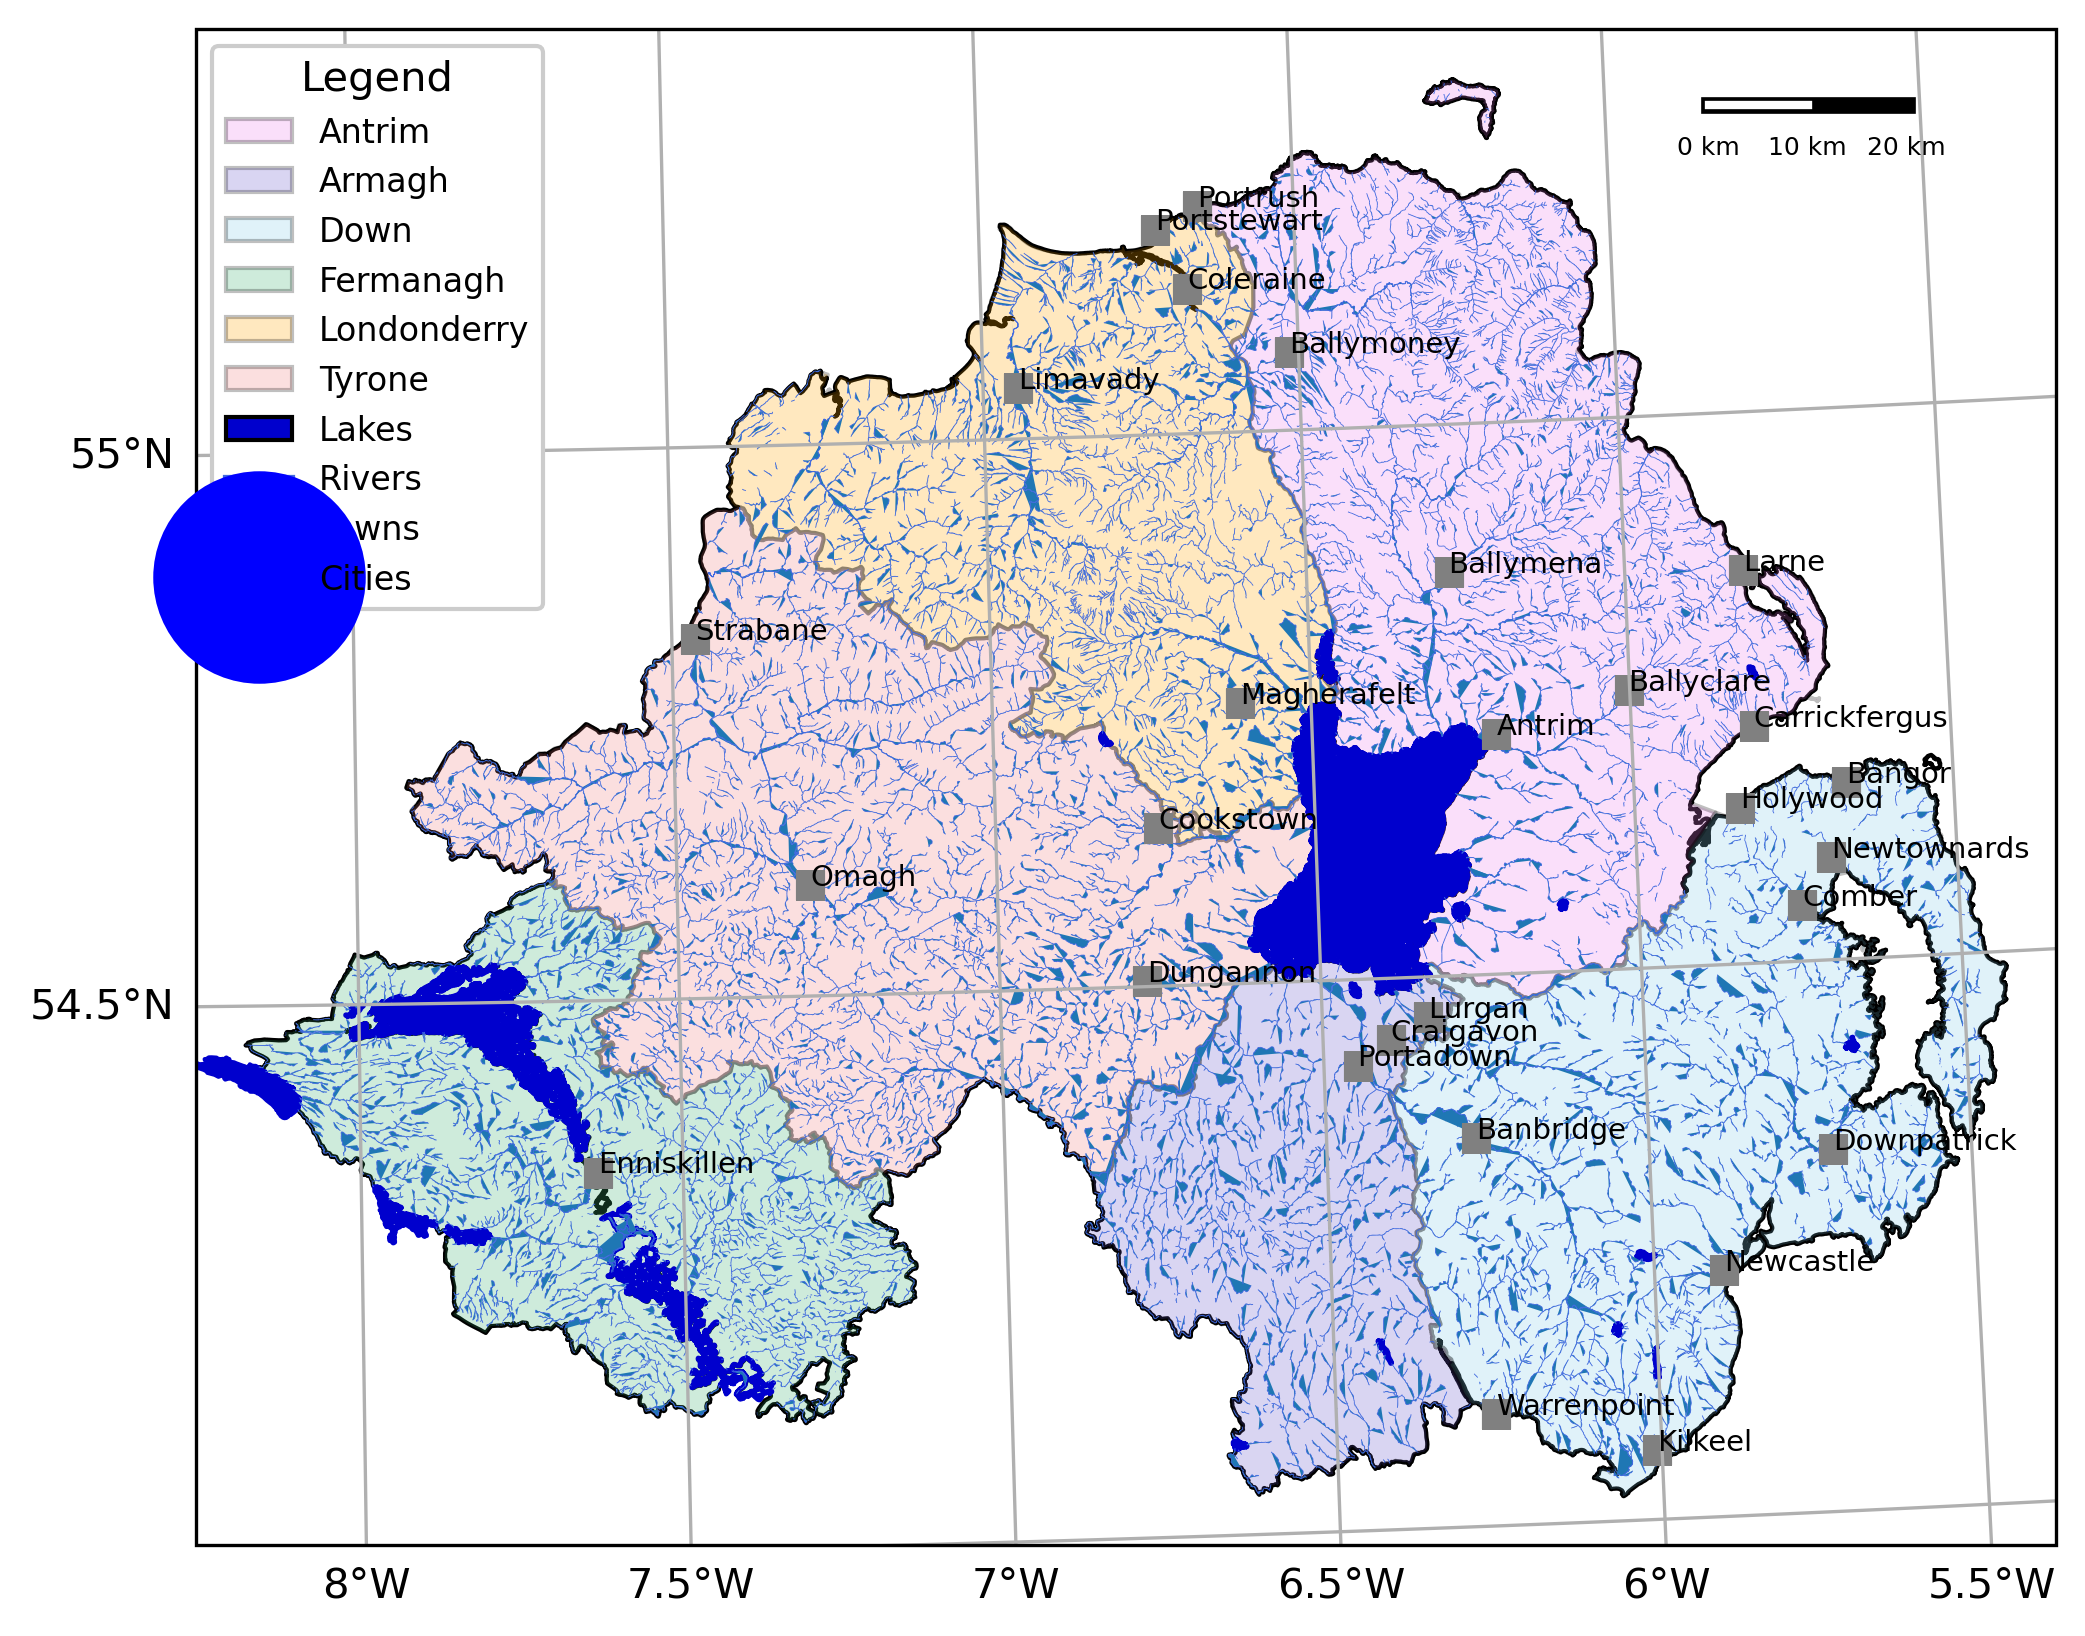 Legend
Antrim
Armagh
Down
Fermanagh
Londonderry
Tyrone
Lakes
Rivers
wns
Cities
0 km 10 km 20 km
Portrush
Portstewart
Coleraine
Ballymoney
Limavady
55°N
Ballymena
Larne
Strabane
Magherafelt
Ballyclare
Antrim
Carrickfergus
Bangor
Holywood
Cookstown
Newtownards
Omagh
Comber
Dungannon
54.5°N
Lurgan
Craigavon
Portadown
Banbridge
Downpatrick
Enniskillen
Newcastle
Warrenpoint
Kilkeel
8°W 7.5°W 7°W 6.5°W 6°W 5.5°W